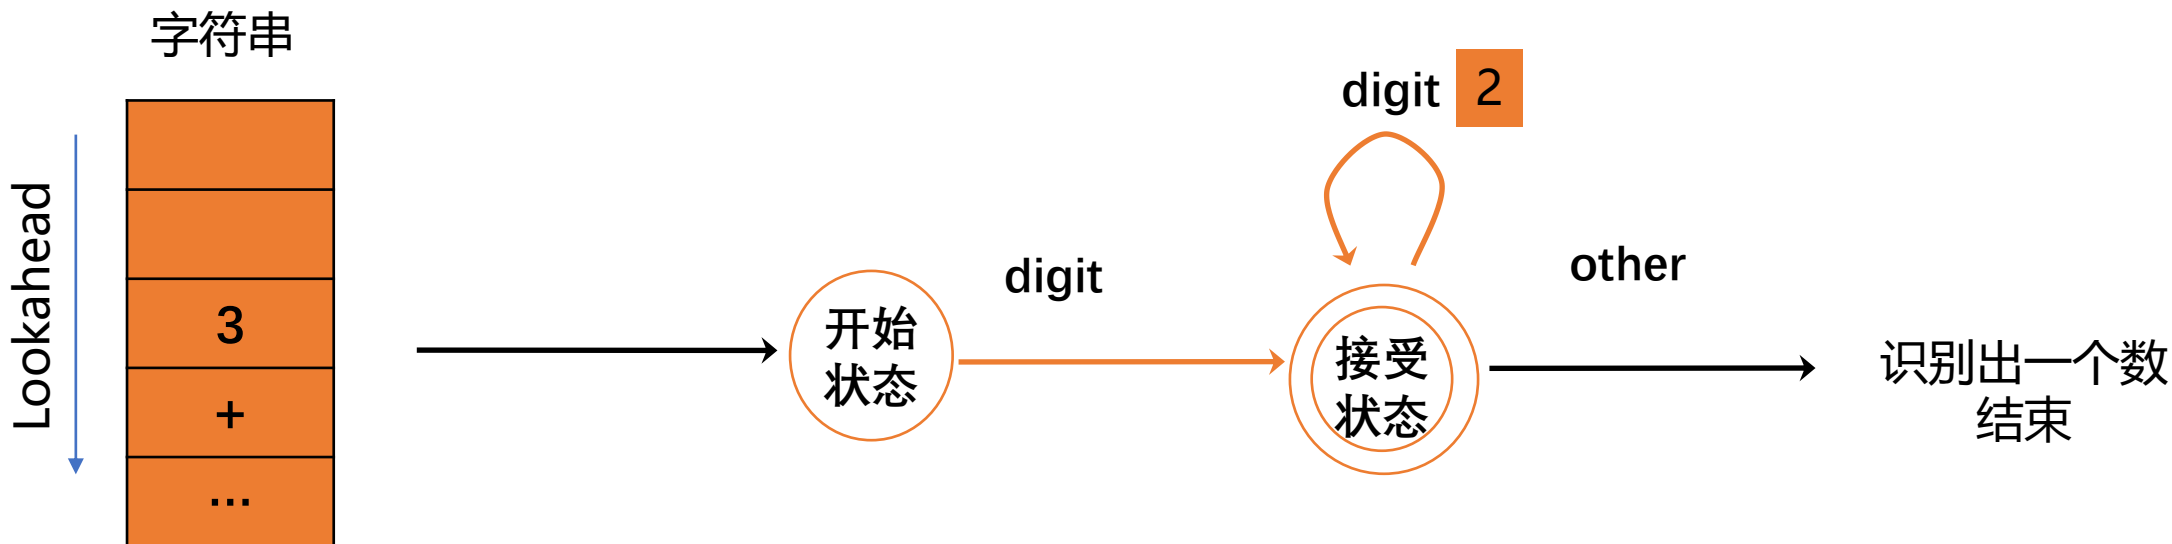 字符串
Lookahead
3
+
...
开始
状态
digit
digit 2
接受
状态
other
识别出一个数
结束